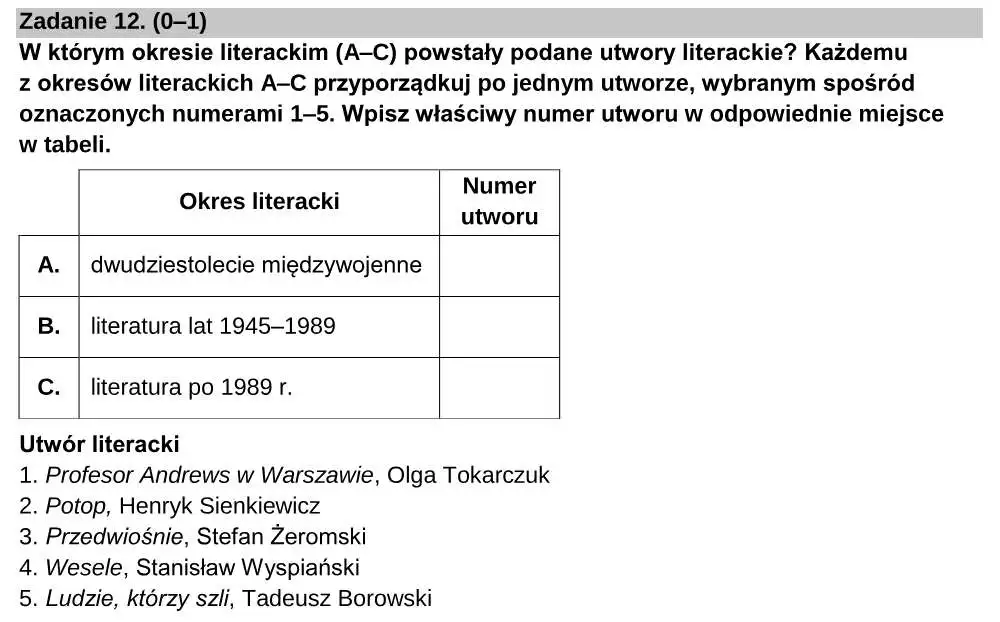 Zadanie 12. (0–1)
W którym okresie literackim (A–C) powstały podane utwory literackie? Każdemu
z okresów literackich A–C przyporządkuj po jednym utworze, wybranym spośród
oznaczonych numerami 1–5. Wpisz właściwy numer utworu w odpowiednie miejsce
w tabeli.
Okres literacki Numer utworu
A. dwudziestolecie międzywojenne
B. literatura lat 1945–1989
C. literatura po 1989 r.
Utwór literacki
1. Profesor Andrews w Warszawie, Olga Tokarczuk
2. Potop, Henryk Sienkiewicz
3. Przedwiośnie, Stefan Żeromski
4. Wesele, Stanisław Wyspiański
5. Ludzie, którzy szli, Tadeusz Borowski